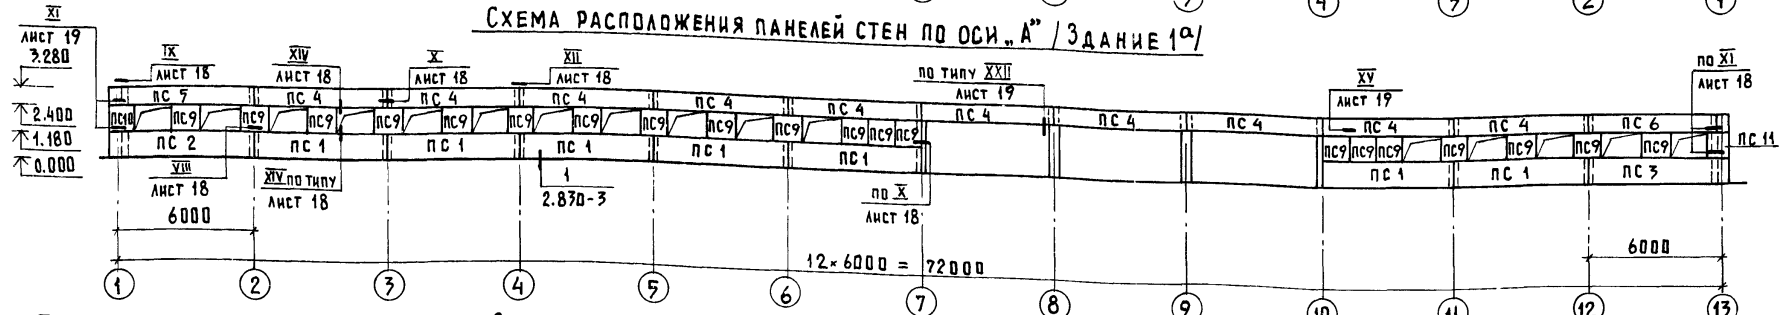 Схема расположения панелей стен по оси „А” /Здание 1а/
XI
лист 19
3.280
2.400
1.180
0.000
IX
лист 18
XIV
лист 18
X
лист 18
XII
лист 18
по типу XXII
лист 19
XV
лист 19
по XI
лист 18
ПС 5 ПС 4 ПС 4 ПС 4 ПС 4 ПС 4 ПС 4 ПС 4 ПС 4 ПС 4 ПС 4 ПС 6
ПС10 ПС9 ПС9 ПС9 ПС9 ПС9 ПС9 ПС9 ПС9 ПС9 ПС9 ПС9 ПС9 ПС9 ПС9 ПС9 ПС9 ПС9 ПС9 ПС9 ПС 11
ПС 2 ПС 1 ПС 1 ПС 1 ПС 1 ПС 1 ПС 1 ПС 1 ПС 3
VIII
лист 18
XIV по типу
лист 18
1
2.830-3
по X
лист 18
6000
6000
12×6000 = 72000
1 2 3 4 5 6 7 8 9 10 11 12 13